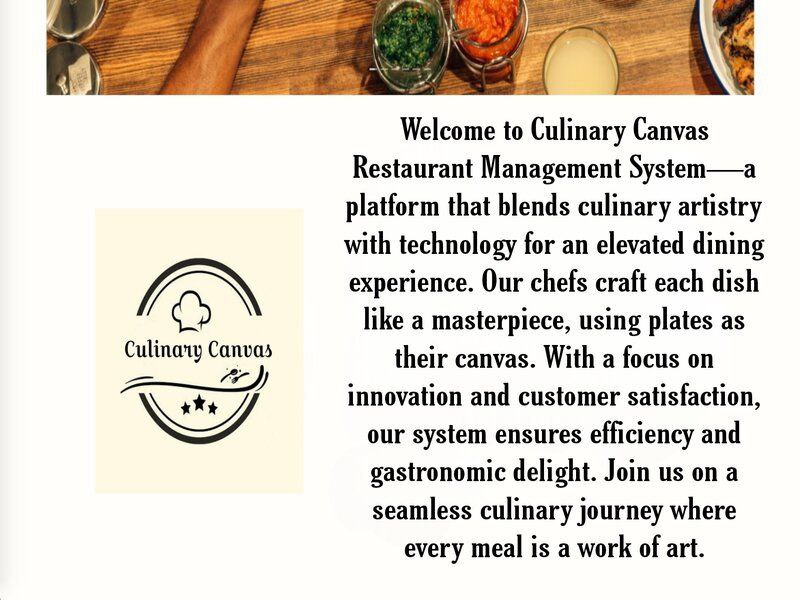 Welcome to Culinary Canvas
Restaurant Management System—a
platform that blends culinary artistry
with technology for an elevated dining
experience. Our chefs craft each dish
like a masterpiece, using plates as
their canvas. With a focus on
innovation and customer satisfaction,
our system ensures efficiency and
gastronomic delight. Join us on a
seamless culinary journey where
every meal is a work of art.
Culinary Canvas